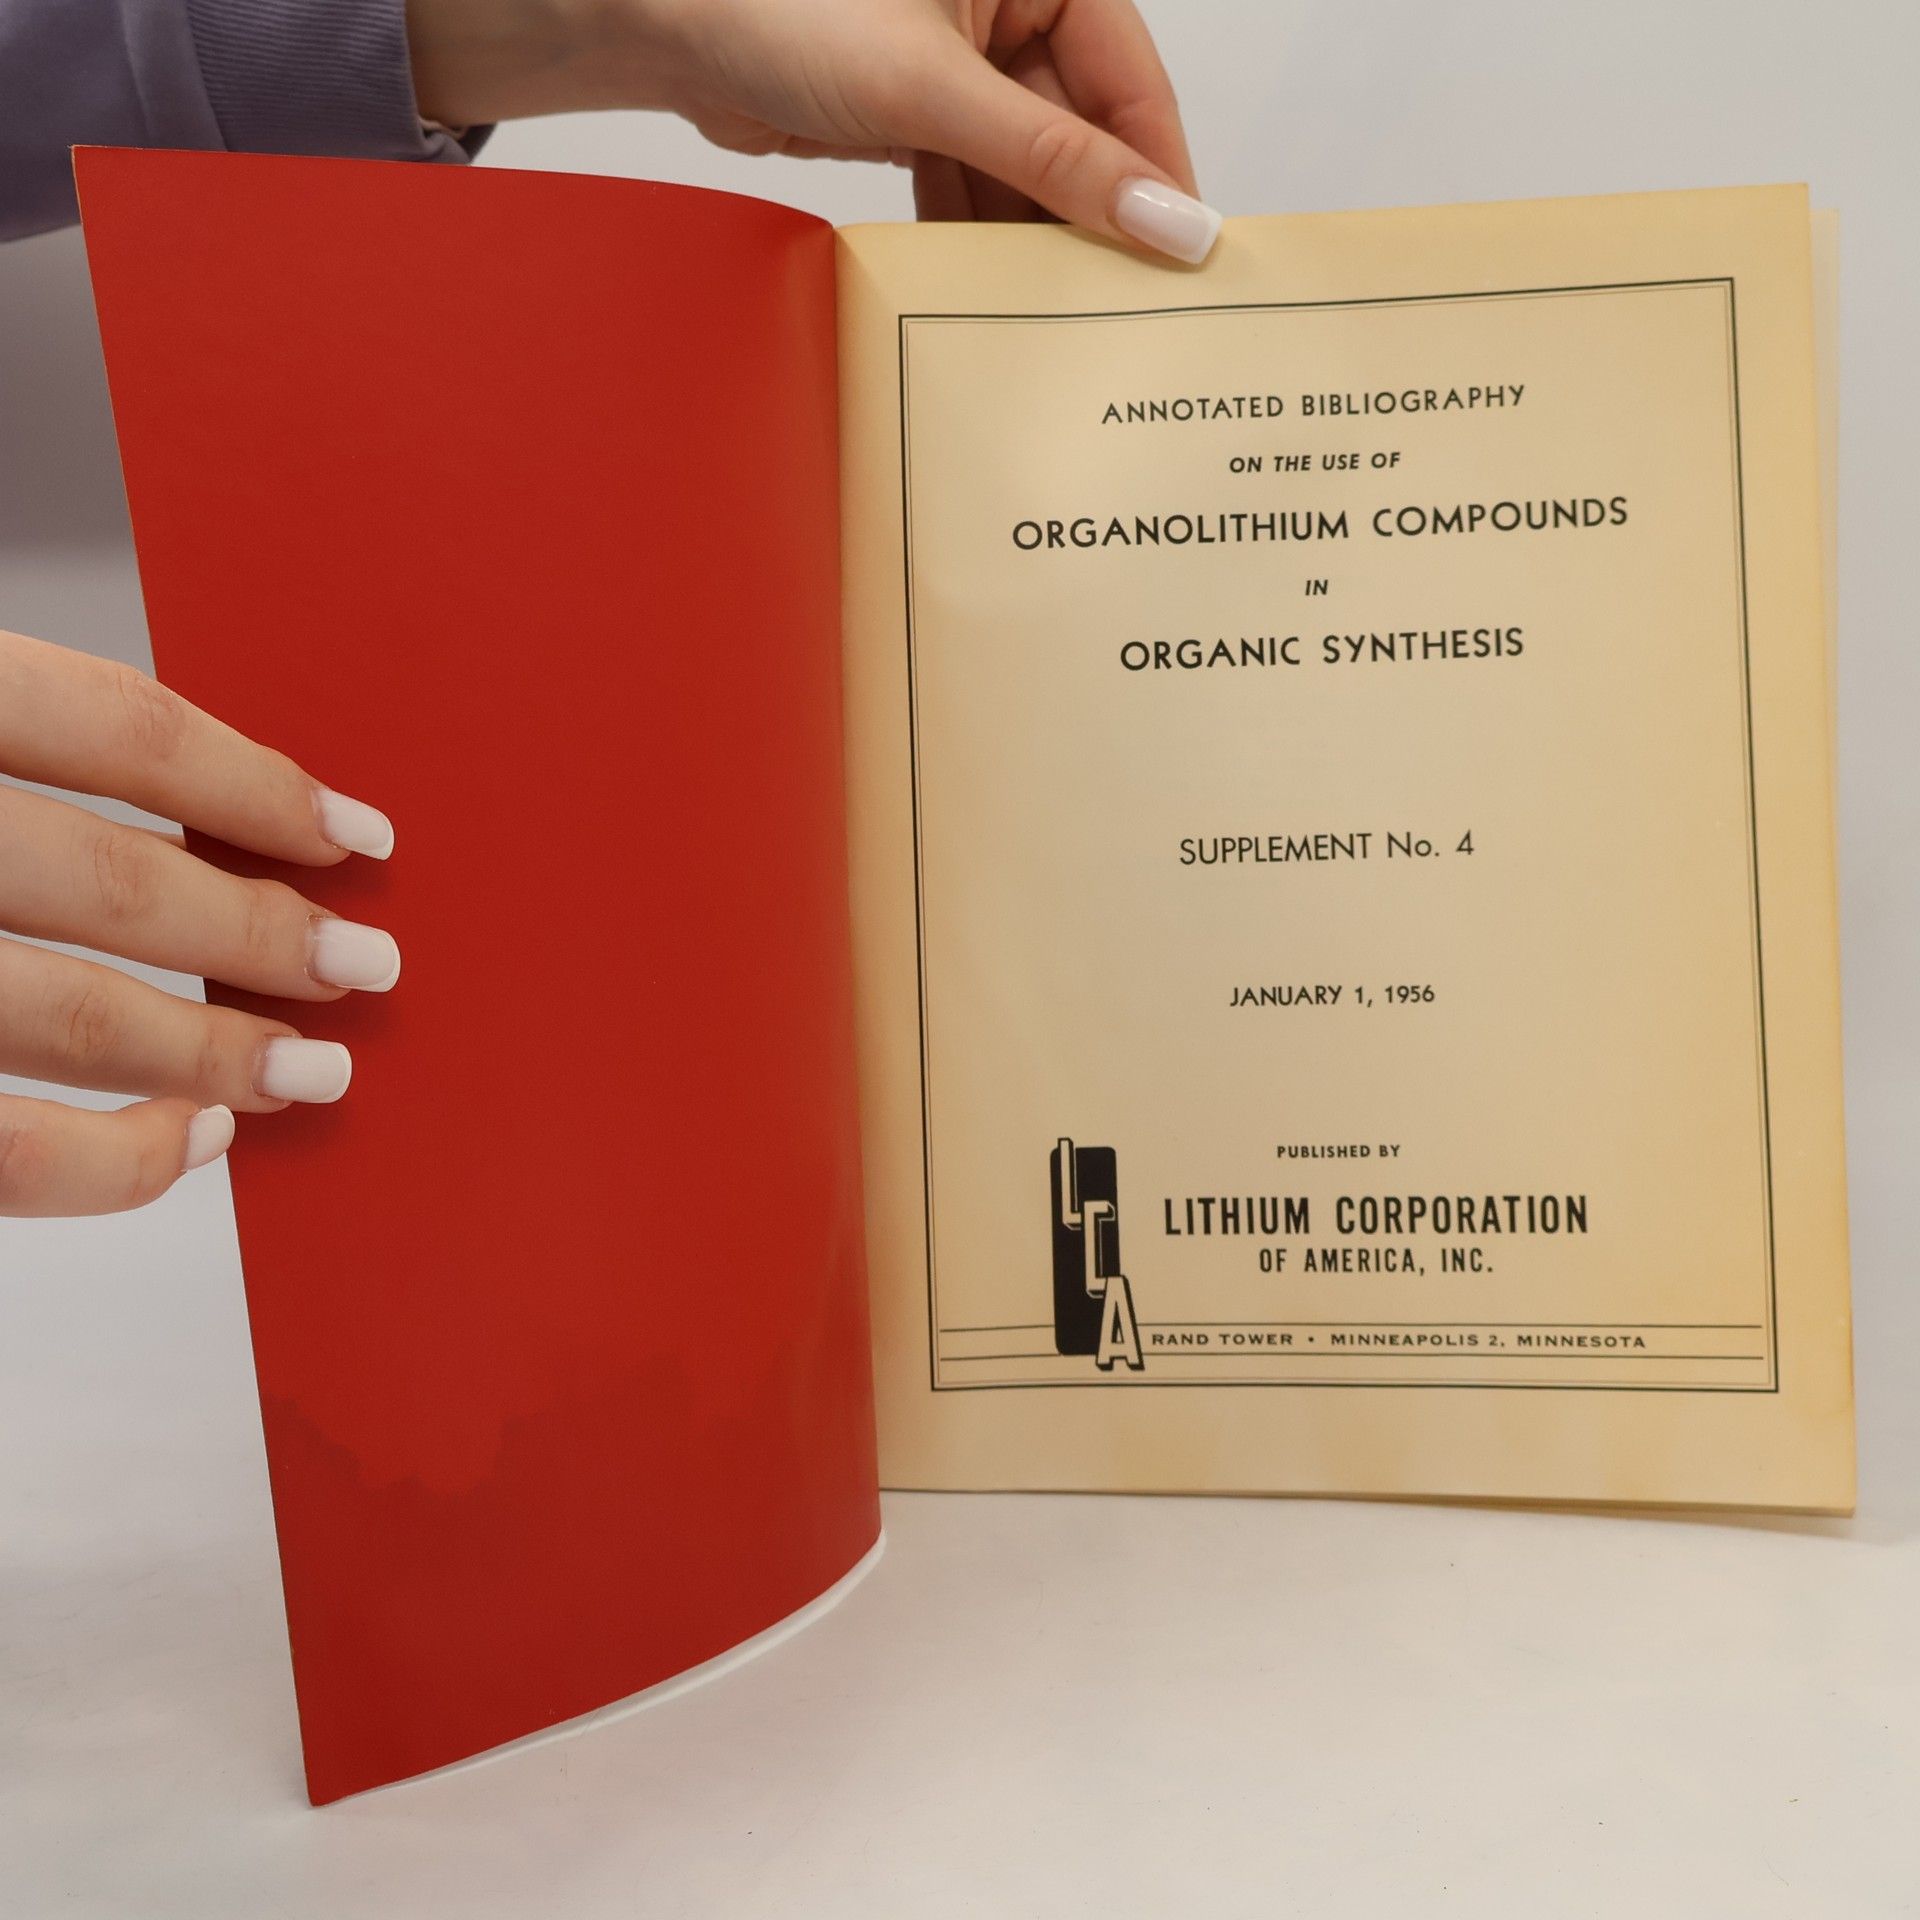 ANNOTATED BIBLIOGRAPHY
ON THE USE OF
ORGANOLITHIUM COMPOUNDS
IN
ORGANIC SYNTHESIS
SUPPLEMENT No. 4
JANUARY 1, 1956
PUBLISHED BY
LCA
LITHIUM CORPORATION
OF AMERICA, INC.
RAND TOWER • MINNEAPOLIS 2, MINNESOTA